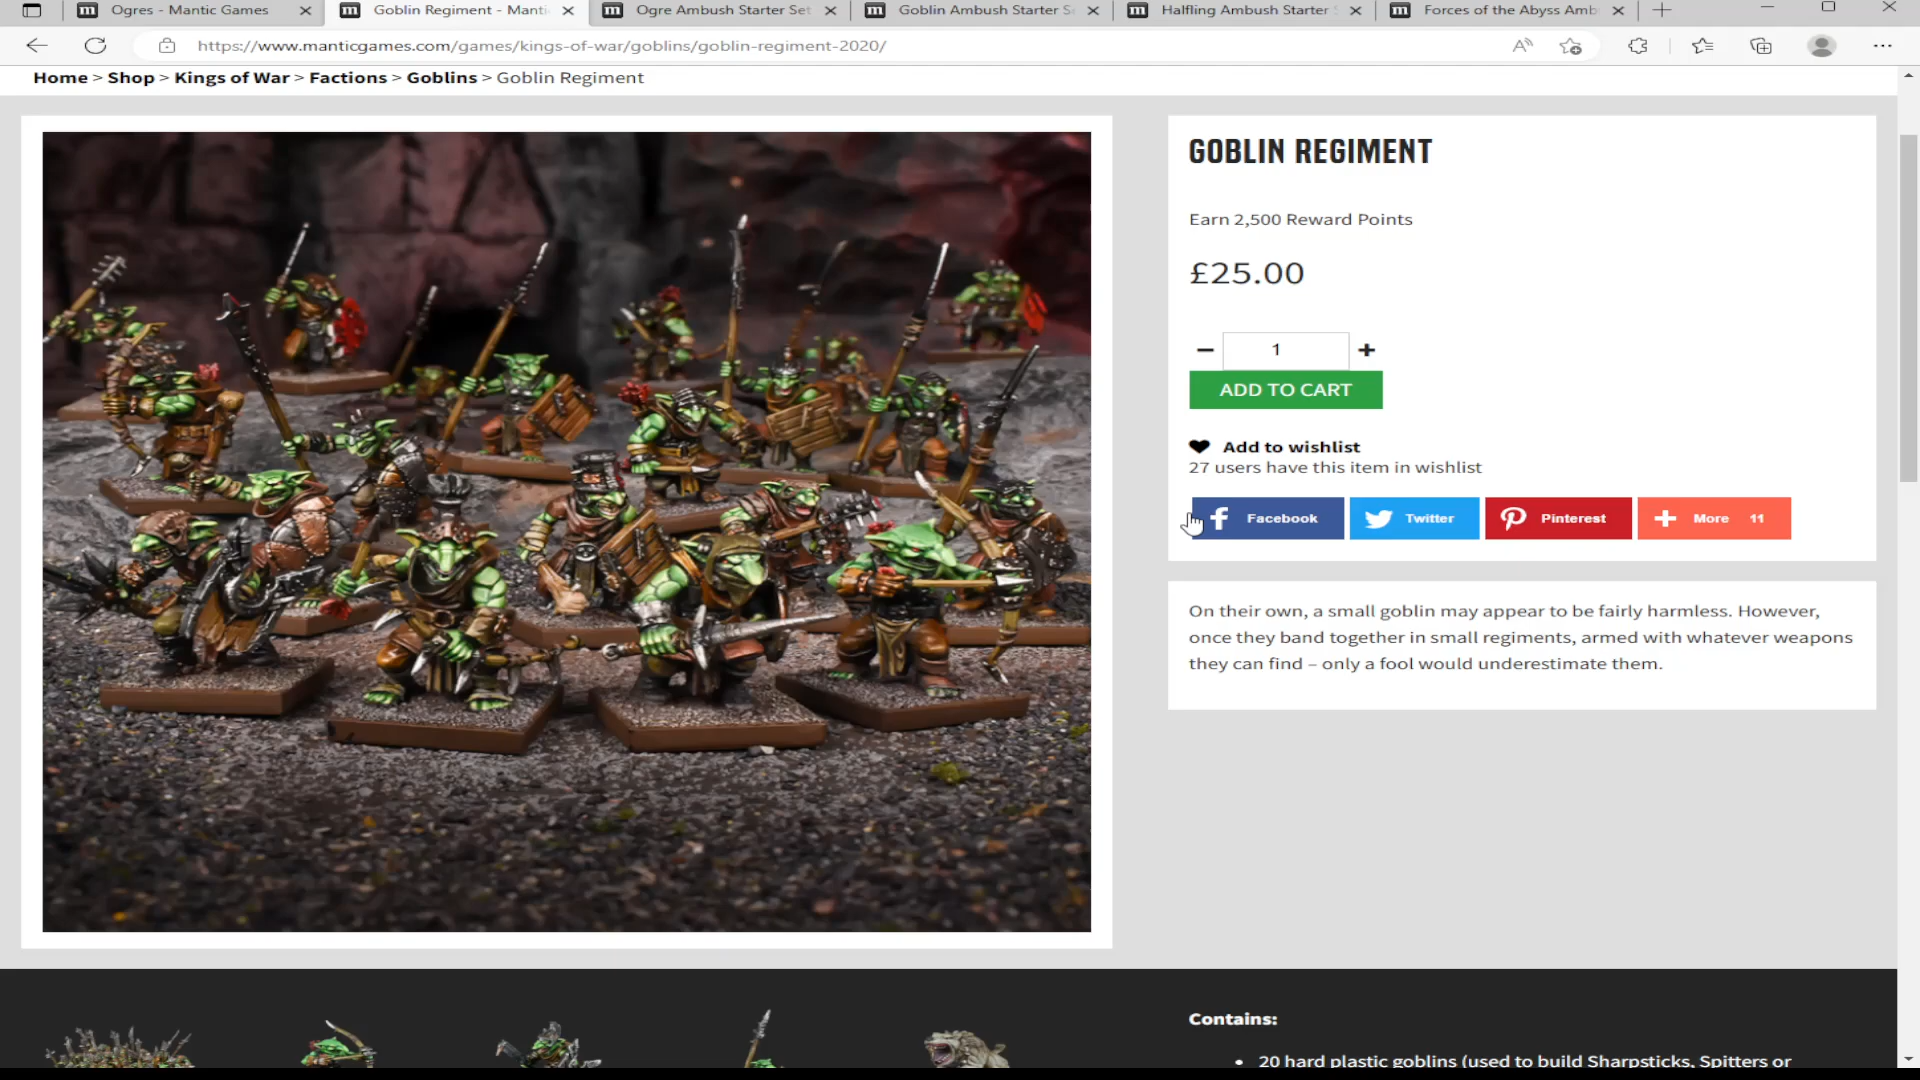 Ogres - Mantic Games
Goblin Regiment - Manti
Ogre Ambush Starter Set
Goblin Ambush Starter S
Halfling Ambush Starter
Forces of the Abyss Amb
https://www.manticgames.com/games/kings-of-war/goblins/goblin-regiment-2020/
Home > Shop > Kings of War > Factions > Goblins > Goblin Regiment
GOBLIN REGIMENT
Earn 2,500 Reward Points
£25.00
− 1 +
ADD TO CART
Add to wishlist
27 users have this item in wishlist
Facebook Twitter Pinterest More 11
On their own, a small goblin may appear to be fairly harmless. However,
once they band together in small regiments, armed with whatever weapons
they can find – only a fool would underestimate them.
Contains:
• 20 hard plastic goblins (used to build Sharpsticks, Spitters or